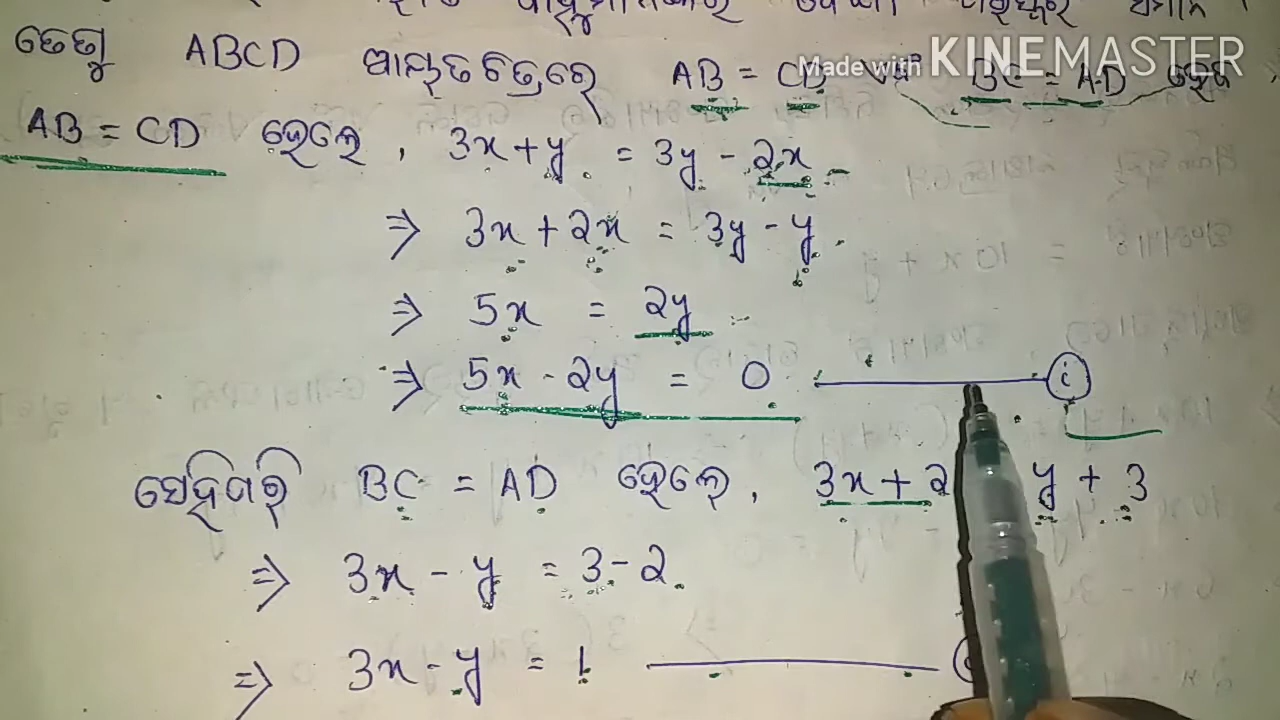 ତେଣୁ ABCD ଆୟତଚିତ୍ରରେ AB = CD BC = AD ହେବ,
Made with KINEMASTER
AB = CD ହେଲେ, 3x + y = 3y - 2x
⇒ 3x + 2x = 3y - y
⇒ 5x = 2y
⇒ 5x - 2y = 0 (i)
ସେହିପରି BC = AD ହେଲେ, 3x + 2 y + 3
⇒ 3x - y = 3 - 2
⇒ 3x - y = 1